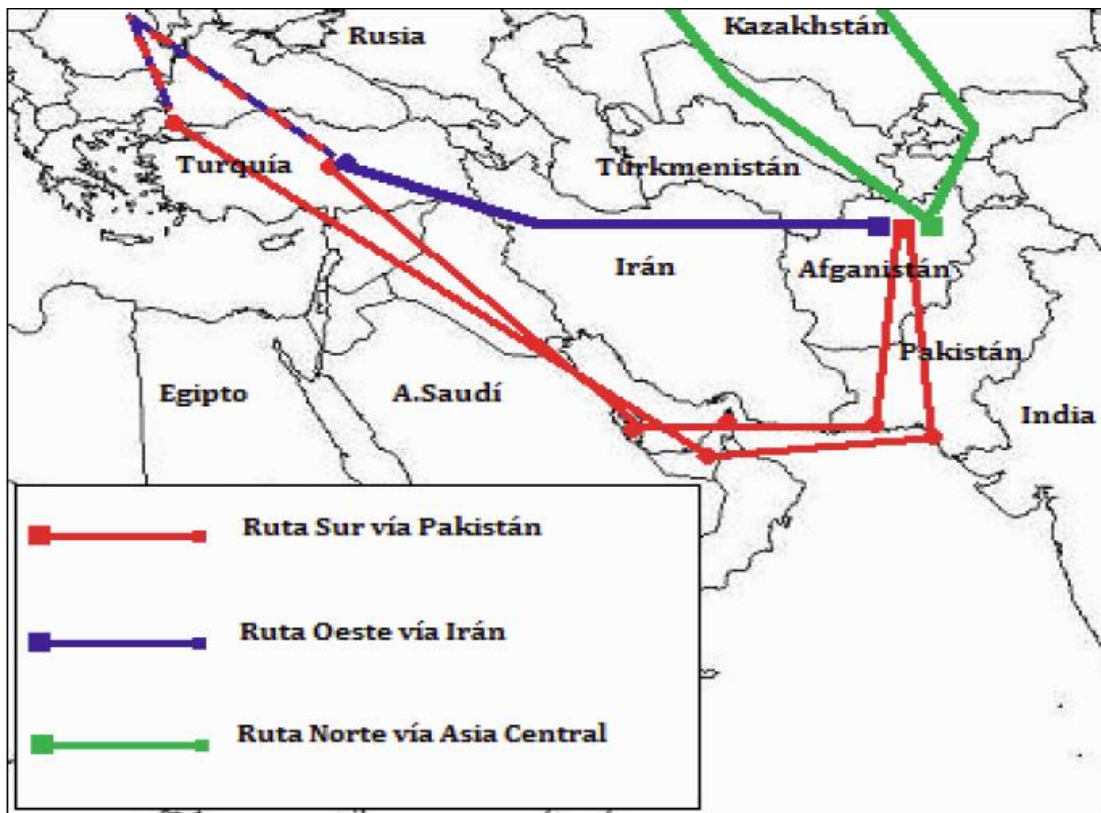 Rusia
Kazakhstán
Turquía
Türkmenistán
Irán
Afganistán
Pakistán
Egipto
A.Saudí
India
Ruta Sur vía Pakistán
Ruta Oeste vía Irán
Ruta Norte vía Asia Central